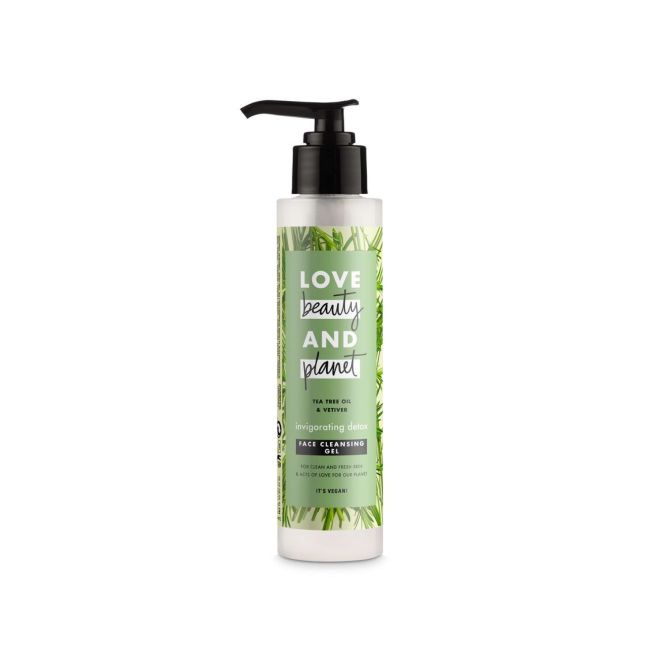 LOVE
beauty
AND
planet
TEA TREE OIL
& VETIVER
invigorating detox
FACE CLEANSING
GEL
FOR CLEAN AND FRESH SKIN
& ACTS OF LOVE FOR OUR PLANET
IT'S VEGAN!